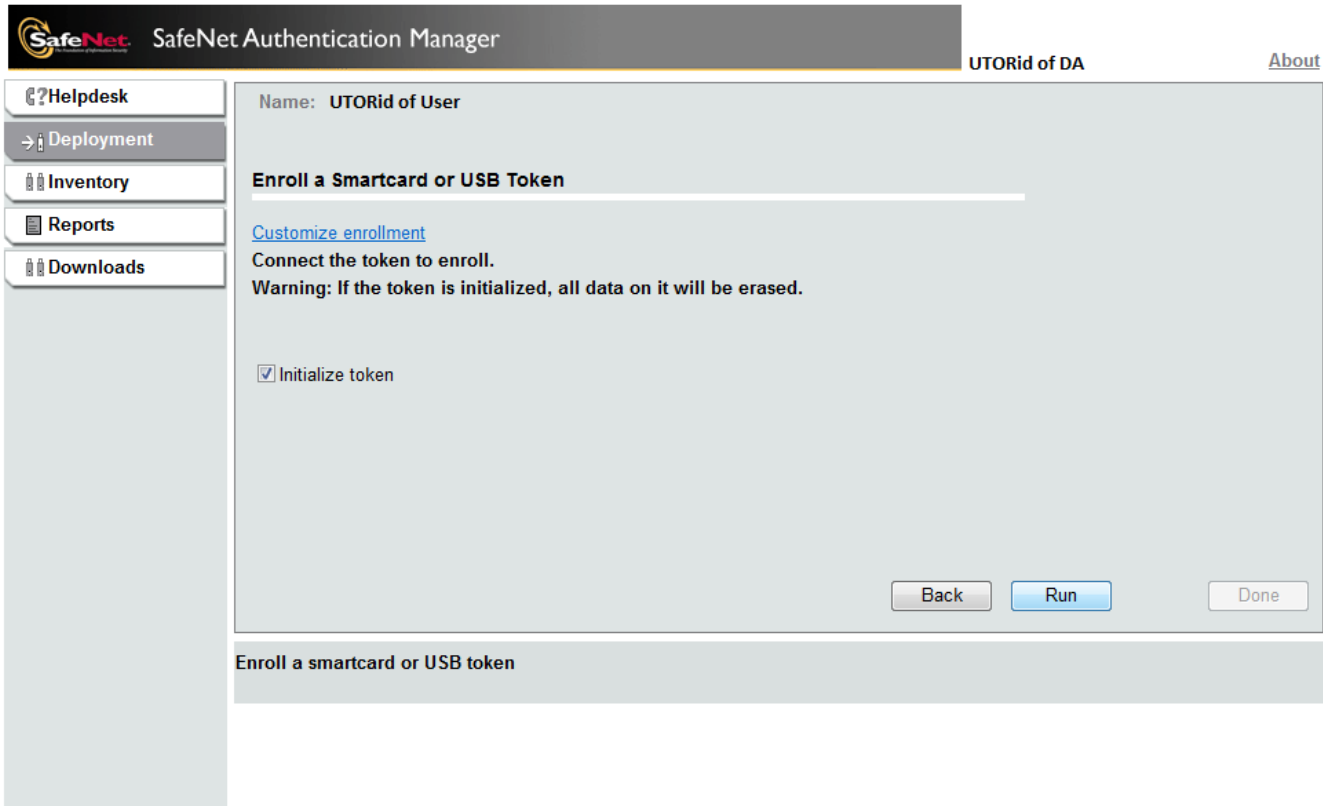 SafeNet. SafeNet Authentication Manager
UTORid of DA
About
?Helpdesk
Deployment
Inventory
Reports
Downloads
Name: UTORid of User
Enroll a Smartcard or USB Token
Customize enrollment
Connect the token to enroll.
Warning: If the token is initialized, all data on it will be erased.
Initialize token
Back
Run
Done
Enroll a smartcard or USB token